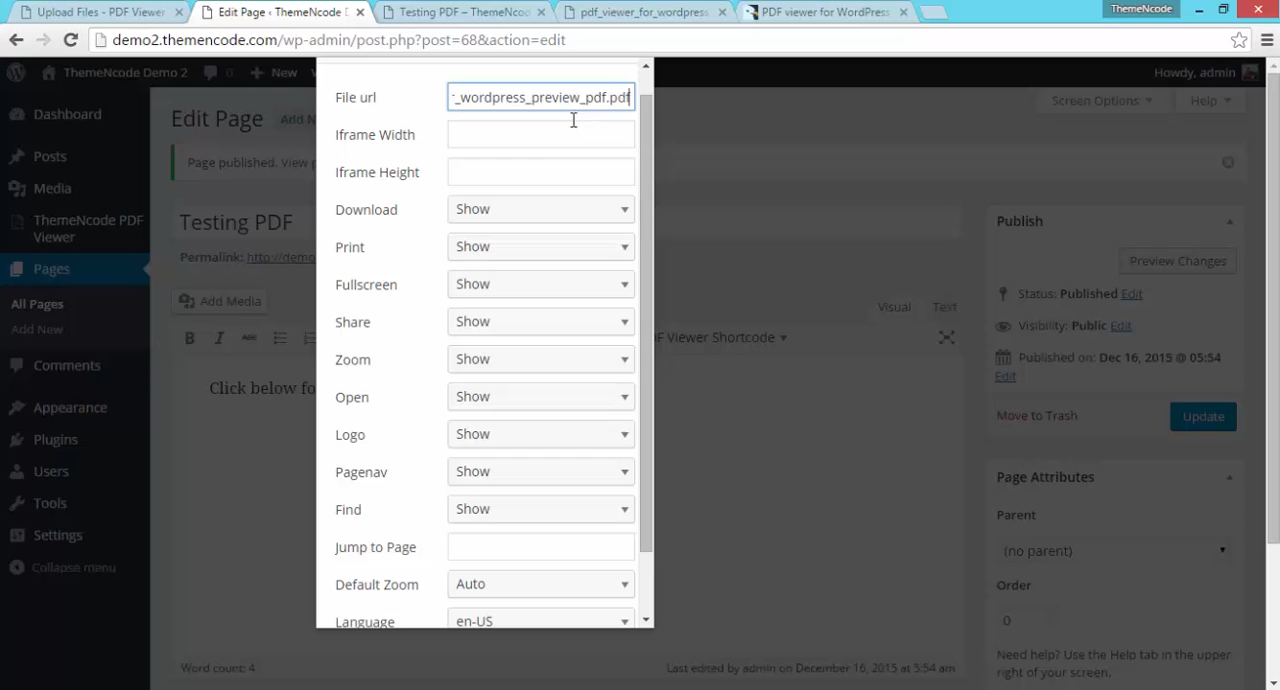 Upload Files - PDF Viewer
Edit Page ‹ ThemeNcode D
Testing PDF – ThemeNcod
pdf_viewer_for_wordpress
PDF viewer for WordPress
ThemeNcode
demo2.themencode.com/wp-admin/post.php?post=68&action=edit
ThemeNcode Demo 2
0
+ New
Howdy, admin
Screen Options
Help
Dashboard
Posts
Media
ThemeNcode PDF Viewer
Pages
All Pages
Add New
Comments
Appearance
Plugins
Users
Tools
Settings
Collapse menu
Edit Page
Page published. View p
Testing PDF
Permalink: http://demo
Add Media
B I ABC
Click below fo
Word count: 4
File url
_wordpress_preview_pdf.pdf
Iframe Width
Iframe Height
Download Show
Print Show
Fullscreen Show
Share Show
Zoom Show
Open Show
Logo Show
Pagenav Show
Find Show
Jump to Page
Default Zoom Auto
Language en-US
Visual
Text
F Viewer Shortcode
Last edited by admin on December 16, 2015 at 5:54 am
Publish
Preview Changes
Status: Published Edit
Visibility: Public Edit
Published on: Dec 16, 2015 @ 05:54
Edit
Move to Trash
Update
Page Attributes
Parent
(no parent)
Order
0
Need help? Use the Help tab in the upper
right of your screen.